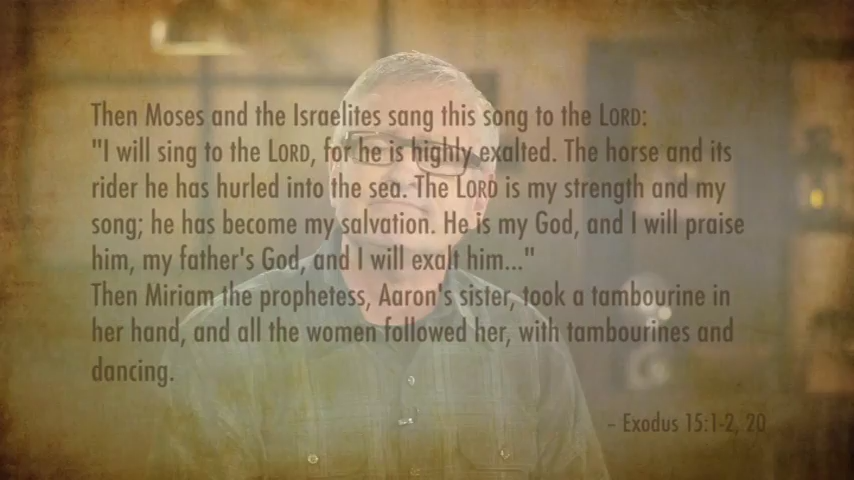 Then Moses and the Israelites sang this song to the LORD:
"I will sing to the LORD, for he is highly exalted. The horse and its
rider he has hurled into the sea. The LORD is my strength and my
song; he has become my salvation. He is my God, and I will praise
him, my father's God, and I will exalt him..."
Then Miriam the prophetess, Aaron's sister, took a tambourine in
her hand, and all the women followed her, with tambourines and
dancing.
– Exodus 15:1-2, 20